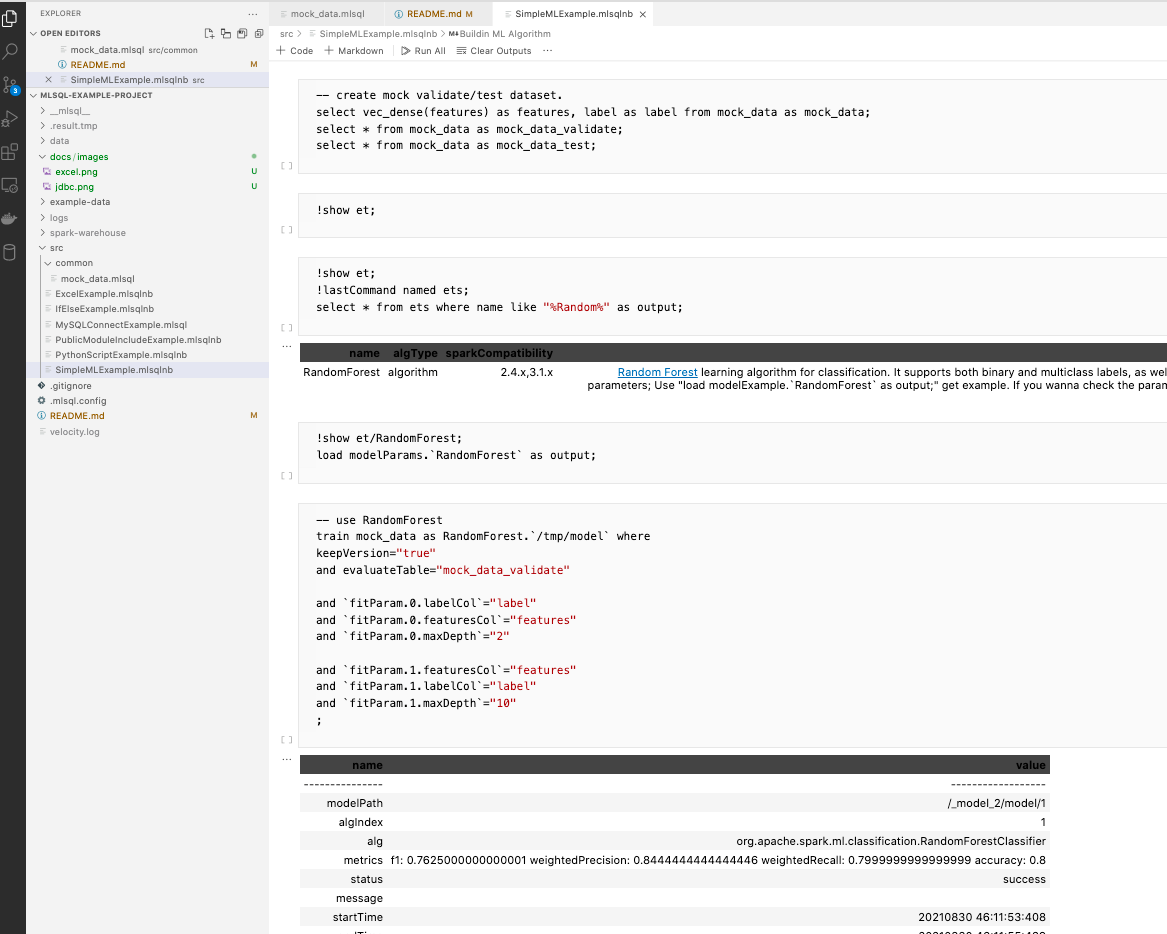 EXPLORER
OPEN EDITORS
mock_data.mlsql src/common
README.md M
SimpleMLExample.mlsqlnb src
3
MLSQL-EXAMPLE-PROJECT
__mlsql__
.result.tmp
data
docs/images
excel.png U
jdbc.png U
example-data
logs
spark-warehouse
src
common
mock_data.mlsql
ExcelExample.mlsqlnb
IfElseExample.mlsqlnb
MySQLConnectExample.mlsql
PublicModuleIncludeExample.mlsqlnb
PythonScriptExample.mlsqlnb
SimpleMLExample.mlsqlnb
.gitignore
.mlsql.config
README.md M
velocity.log
mock_data.mlsql README.md M SimpleMLExample.mlsqlnb
src > SimpleMLExample.mlsqlnb > M Buildin ML Algorithm
+ Code + Markdown Run All Clear Outputs ...
-- create mock validate/test dataset.
select vec_dense(features) as features, label as label from mock_data as mock_data;
select * from mock_data as mock_data_validate;
select * from mock_data as mock_data_test;
[ ]
!show et;
[ ]
!show et;
!lastCommand named ets;
select * from ets where name like "%Random%" as output;
[ ]
...
name algType sparkCompatibility
RandomForest algorithm 2.4.x,3.1.x Random Forest learning algorithm for classification. It supports both binary and multiclass labels, as wel
parameters; Use "load modelExample.`RandomForest` as output;" get example. If you wanna check the param
!show et/RandomForest;
load modelParams.`RandomForest` as output;
[ ]
-- use RandomForest
train mock_data as RandomForest.`/tmp/model` where
keepVersion="true"
and evaluateTable="mock_data_validate"
and `fitParam.0.labelCol`="label"
and `fitParam.0.featuresCol`="features"
and `fitParam.0.maxDepth`="2"
and `fitParam.1.featuresCol`="features"
and `fitParam.1.labelCol`="label"
and `fitParam.1.maxDepth`="10"
;
[ ]
...
name value
--------------- ------------------
modelPath /_model_2/model/1
algIndex 1
alg org.apache.spark.ml.classification.RandomForestClassifier
metrics f1: 0.7625000000000001 weightedPrecision: 0.8444444444444446 weightedRecall: 0.7999999999999999 accuracy: 0.8
status success
message
startTime 20210830 46:11:53:408